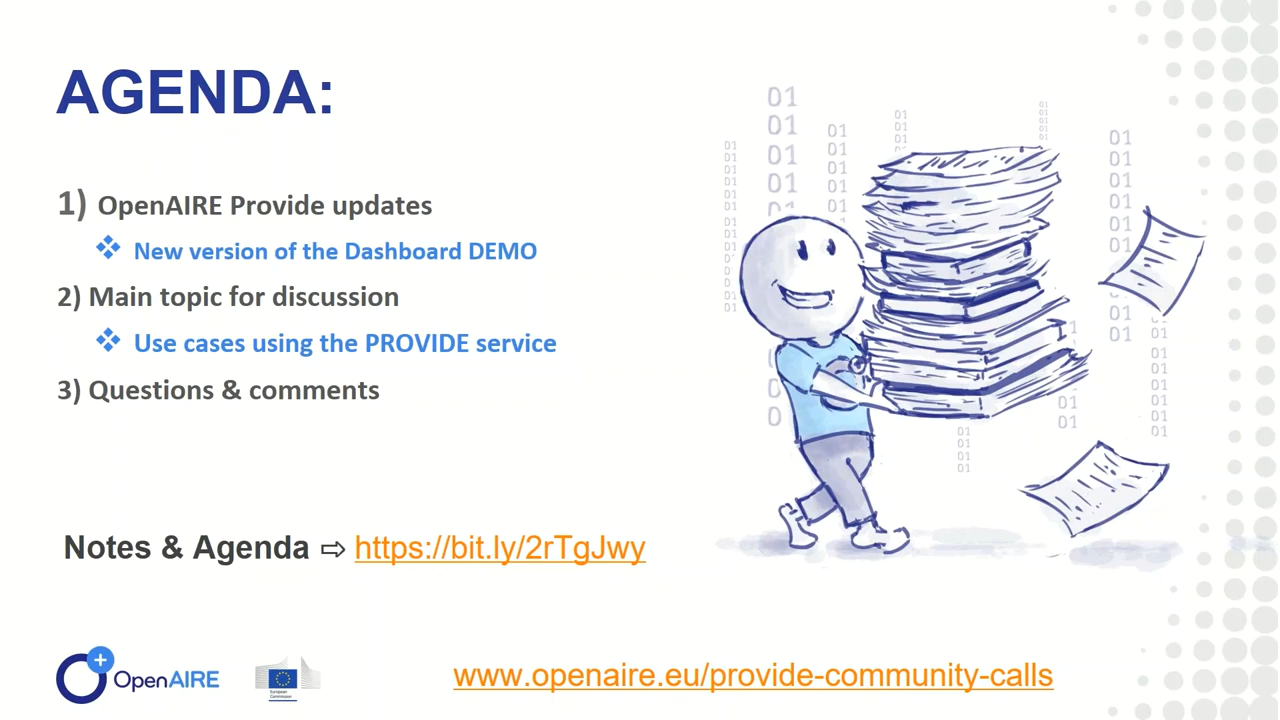 AGENDA:
1) OpenAIRE Provide updates
❖ New version of the Dashboard DEMO
2) Main topic for discussion
❖ Use cases using the PROVIDE service
3) Questions & comments
Notes & Agenda ⇨ https://bit.ly/2rTgJwy
OpenAIRE
European
Commission
www.openaire.eu/provide-community-calls